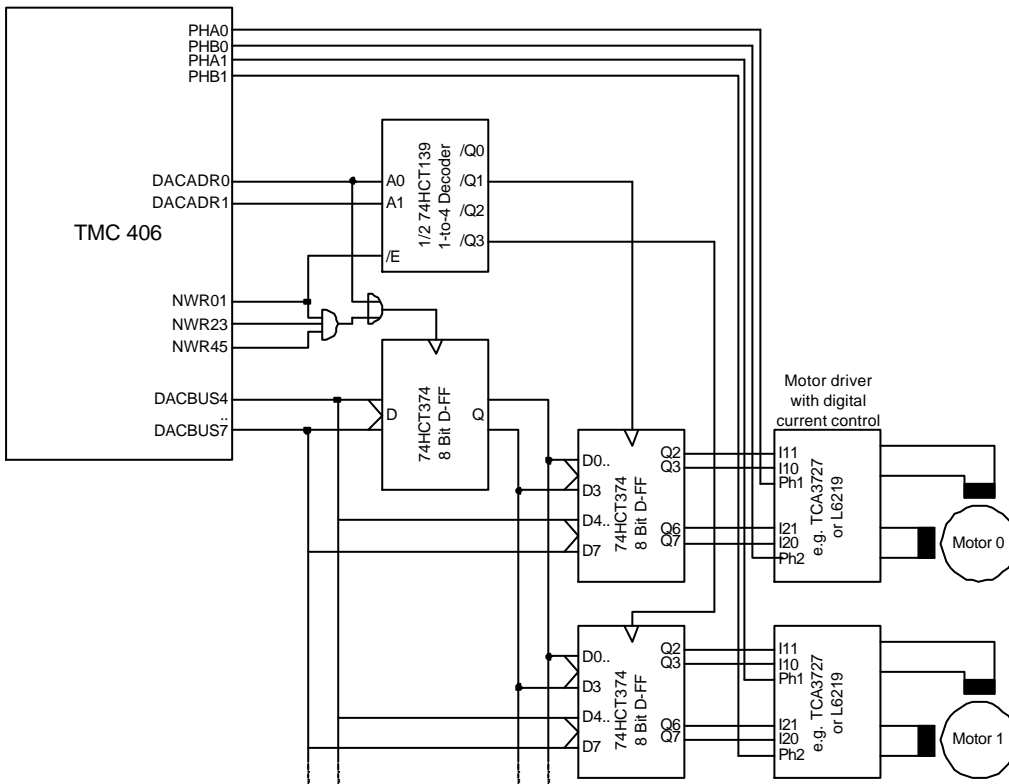 PHA0
PHB0
PHA1
PHB1
DACADR0
DACADR1
TMC 406
NWR01
NWR23
NWR45
DACBUS4
..
DACBUS7
A0
A1
/E
1/2 74HCT139
1-to-4 Decoder
/Q0
/Q1
/Q2
/Q3
D
74HCT374
8 Bit D-FF
Q
D0..
D3
D4..
D7
74HCT374
8 Bit D-FF
Q2
Q3
Q6
Q7
Motor driver
with digital
current control
I11
I10
Ph1
I21
I20
Ph2
e.g. TCA3727
or L6219
Motor 0
D0..
D3
D4..
D7
74HCT374
8 Bit D-FF
Q2
Q3
Q6
Q7
I11
I10
Ph1
I21
I20
Ph2
e.g. TCA3727
or L6219
Motor 1